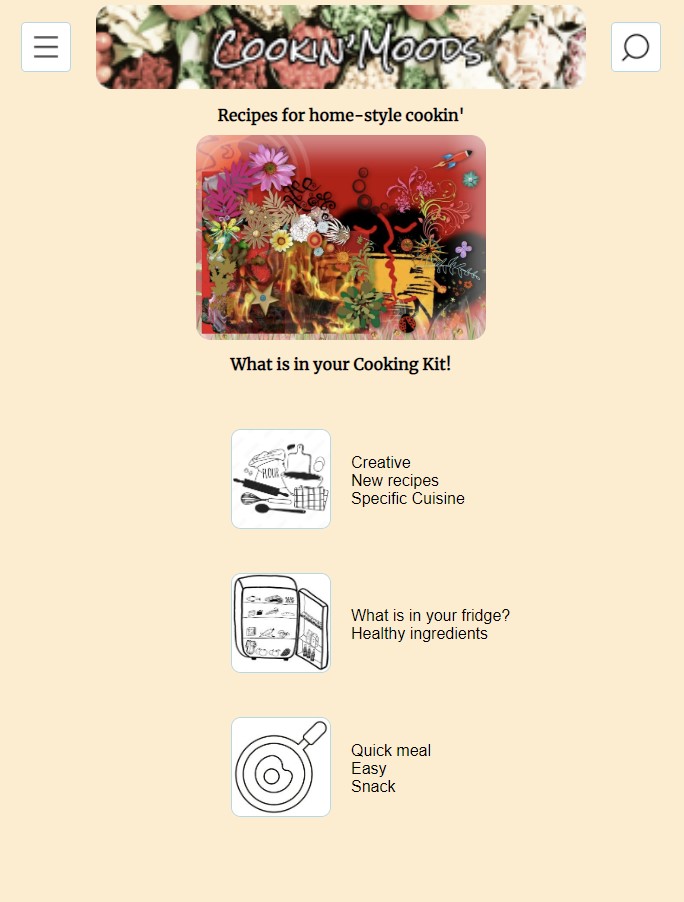 Cookin' Moods
Recipes for home-style cookin'
What is in your Cooking Kit!
FLOUR
Creative
New recipes
Specific Cuisine
What is in your fridge?
Healthy ingredients
Quick meal
Easy
Snack